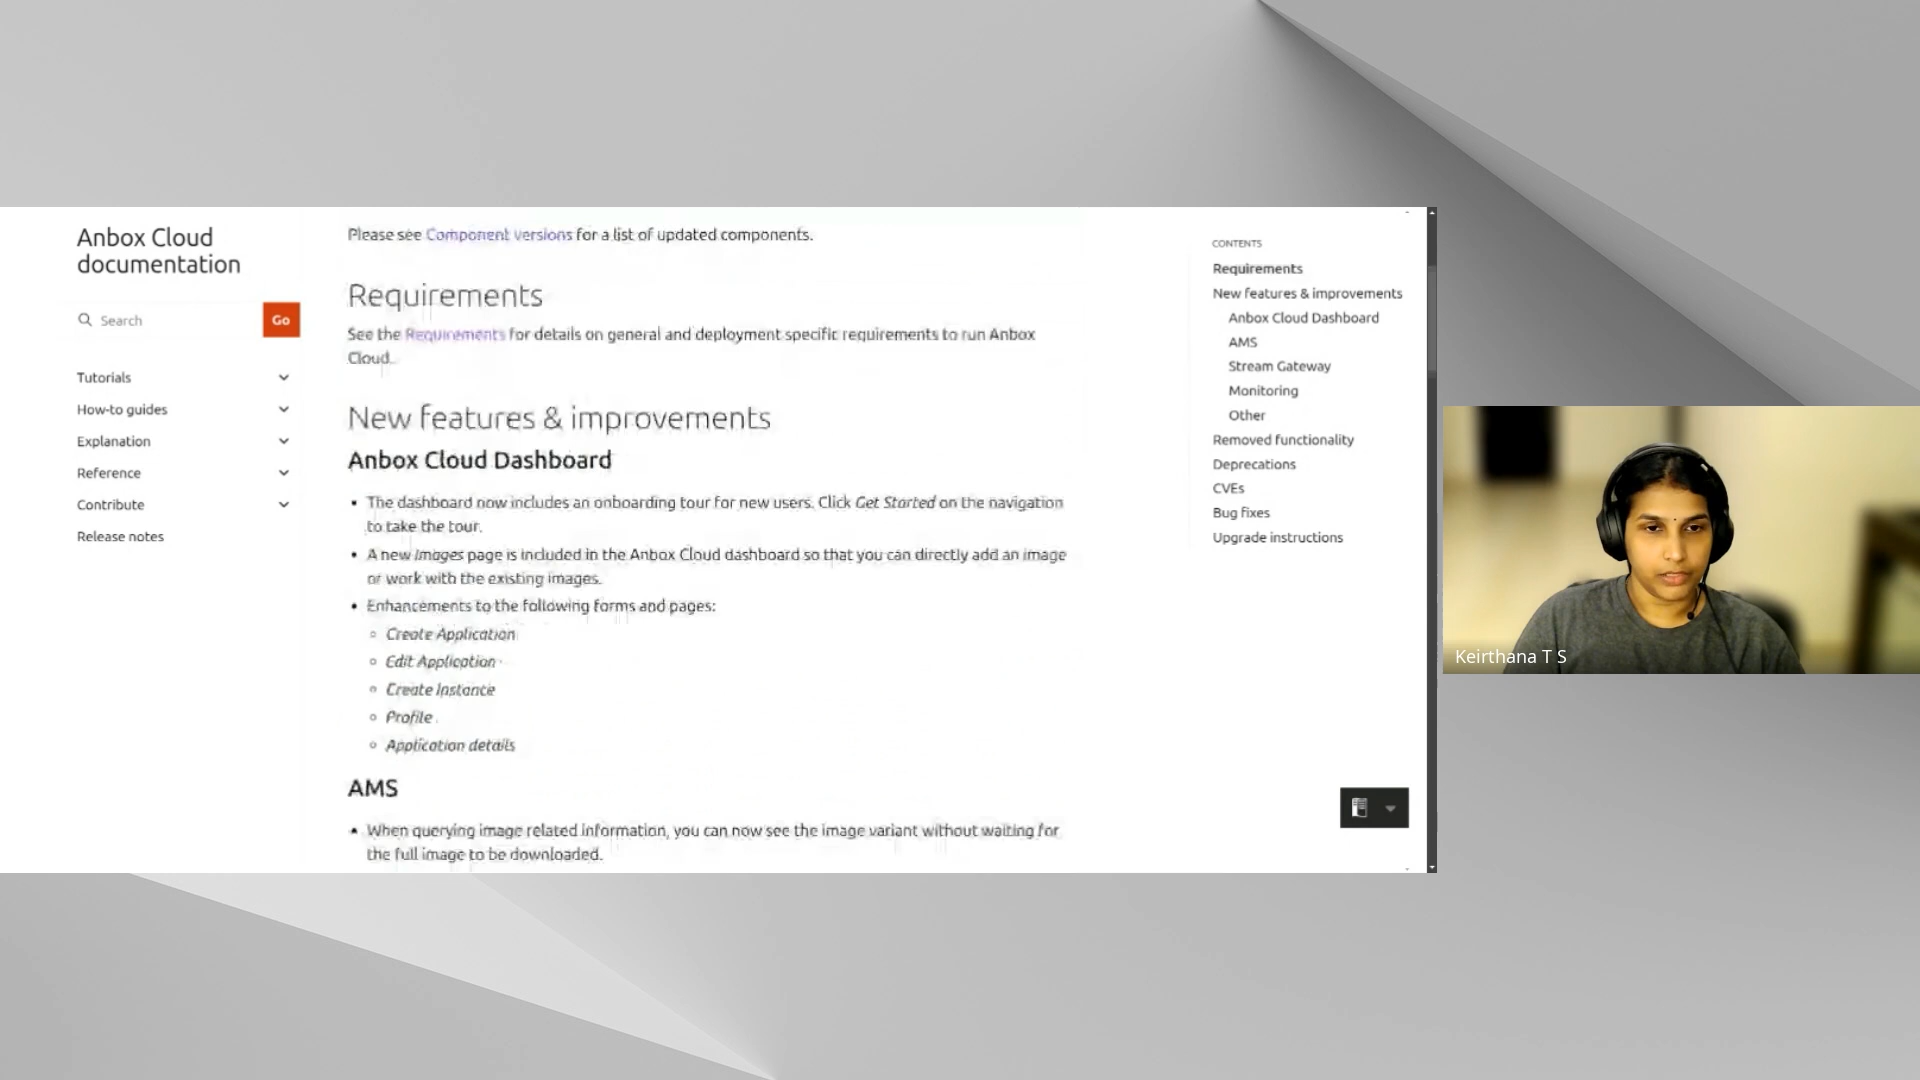 Anbox Cloud
documentation
Search
Go
Tutorials
How-to guides
Explanation
Reference
Contribute
Release notes
Please see Component versions for a list of updated components.
Requirements
See the Requirements for details on general and deployment specific requirements to run Anbox
Cloud.
New features & improvements
Anbox Cloud Dashboard
• The dashboard now includes an onboarding tour for new users. Click Get Started on the navigation
to take the tour.
• A new Images page is included in the Anbox Cloud dashboard so that you can directly add an image
or work with the existing images.
• Enhancements to the following forms and pages:
◦ Create Application
◦ Edit Application
◦ Create Instance
◦ Profile
◦ Application details
AMS
• When querying image related information, you can now see the image variant without waiting for
the full image to be downloaded.
CONTENTS
Requirements
New features & improvements
Anbox Cloud Dashboard
AMS
Stream Gateway
Monitoring
Other
Removed functionality
Deprecations
CVEs
Bug fixes
Upgrade instructions
Keirthana T S